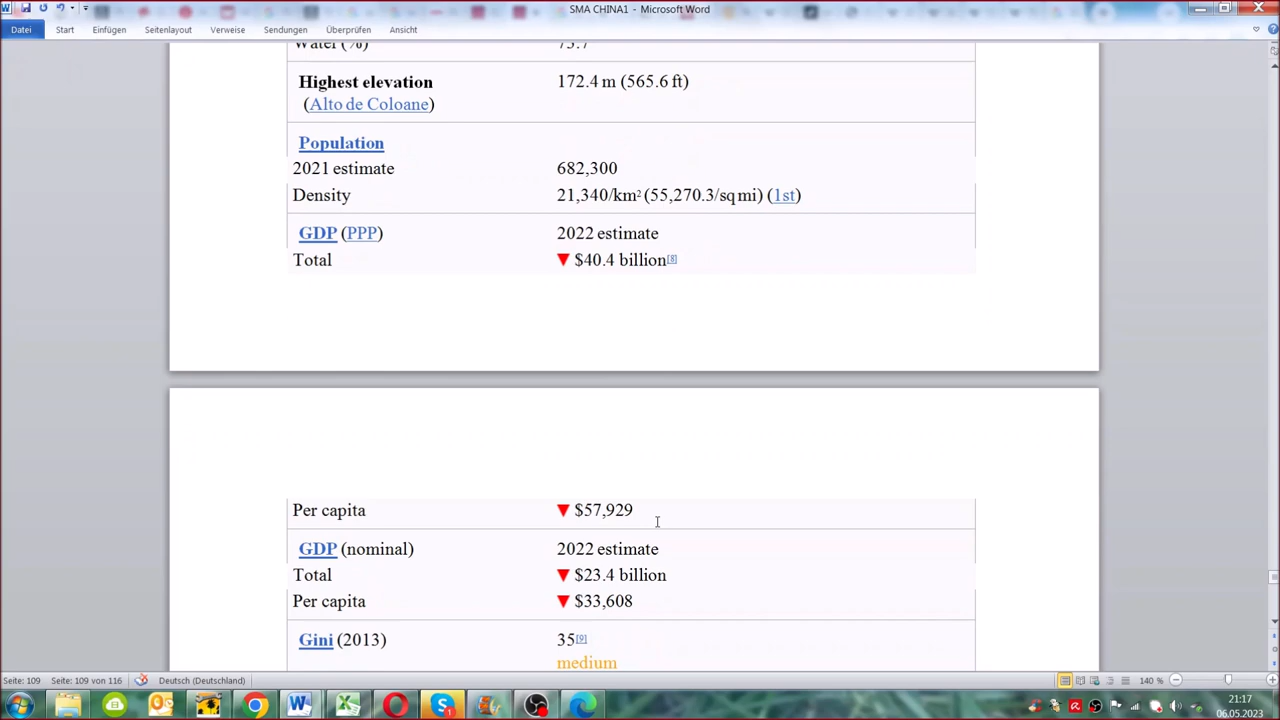 SMA CHINA1 - Microsoft Word
Datei Start Einfügen Seitenlayout Verweise Sendungen Überprüfen Ansicht
Water (%) 73.7
Highest elevation 172.4 m (565.6 ft)
(Alto de Coloane)
Population
2021 estimate 682,300
Density 21,340/km² (55,270.3/sq mi) (1st)
GDP (PPP) 2022 estimate
Total ▼ $40.4 billion[8]
Per capita ▼ $57,929
GDP (nominal) 2022 estimate
Total ▼ $23.4 billion
Per capita ▼ $33,608
Gini (2013) 35[9]
medium
Seite: 109 Seite: 109 von 116 Deutsch (Deutschland) 140 %
21:17
06.05.2023